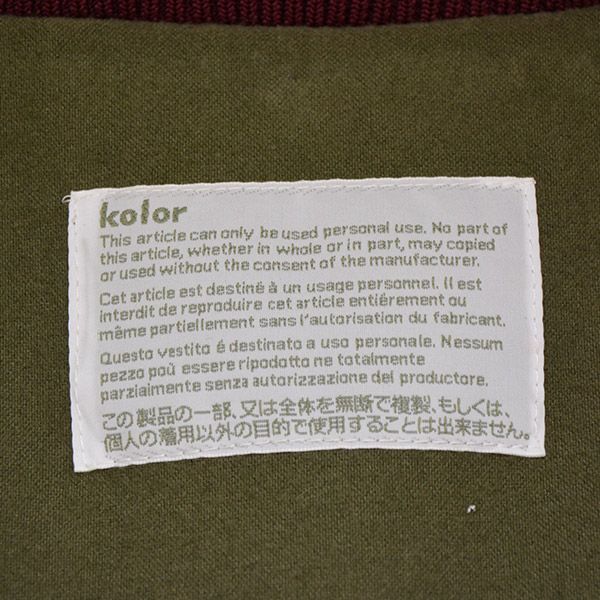 kolor
This article can only be used personal use. No part of
this article, whether in whole or in part, may copied
or used without the consent of the manufacturer.
Cet article est destiné à un usage personnel. Il est
interdit de reproduire cet article entiérement ou
même partiellement sans l'autorisation du fabricant.
Questo vestito é destinato a uso personale. Nessum
pezzo poü essere ripodotto ne totalmente
parzialmente senza autorizzazione del productore.
この製品の一部、又は全体を無断で複製、もしくは、
個人の着用以外の目的で使用することは出来ません。